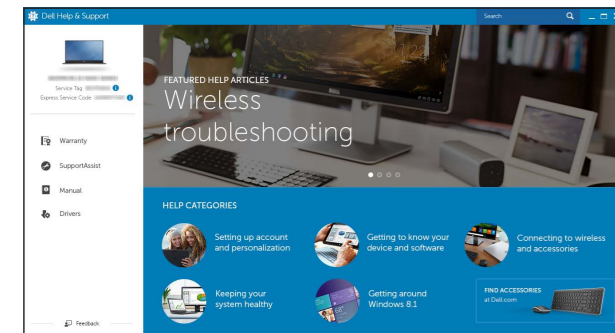 Dell Help & Support
Search
Service Tag
Express Service Code
Warranty
SupportAssist
Manual
Drivers
Feedback
FEATURED HELP ARTICLES
Wireless
troubleshooting
HELP CATEGORIES
Setting up account
and personalization
Getting to know your
device and software
Connecting to wireless
and accessories
Keeping your
system healthy
Getting around
Windows 8.1
FIND ACCESSORIES
at Dell.com